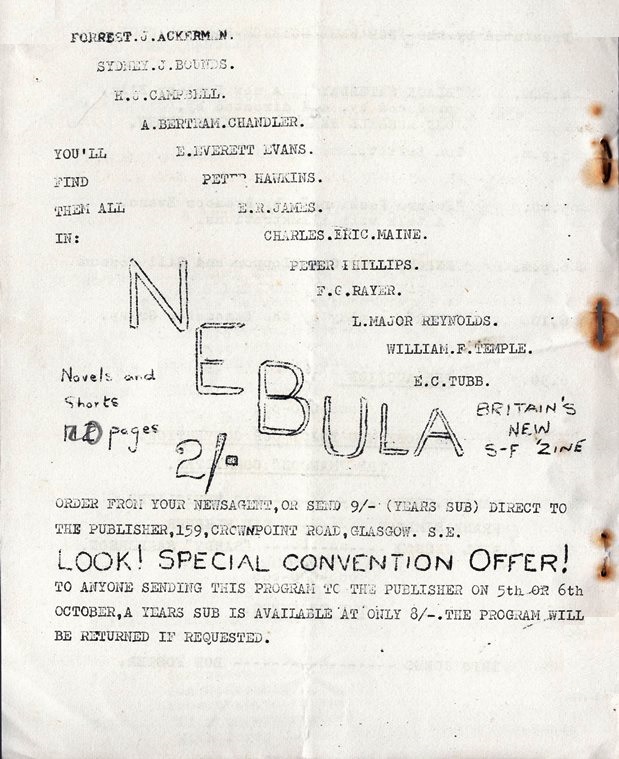 FORREST.J.ACKERMAN.
SYDNEY.J.BOUNDS.
H.J.CAMPBELL.
A.BERTRAM.CHANDLER.
YOU'LL E.EVERETT EVANS.
FIND PETER HAWKINS.
THEM ALL E.R.JAMES.
IN: CHARLES.ERIC.MAINE.
PETER PHILLIPS.
F.G.RAYER.
L.MAJOR REYNOLDS.
WILLIAM.F.TEMPLE.
E.C.TUBB.
NEBULA
Novels and
Shorts
pages
2/-
BRITAIN'S
NEW
S-F 'ZINE
ORDER FROM YOUR NEWSAGENT,OR SEND 9/- (YEARS SUB) DIRECT TO
THE PUBLISHER,159,CROWNPOINT ROAD,GLASGOW. S.E.
LOOK! SPECIAL CONVENTION OFFER!
TO ANYONE SENDING THIS PROGRAM TO THE PUBLISHER ON 5th OR 6th
OCTOBER,A YEARS SUB IS AVAILABLE AT ONLY 8/-.THE PROGRAM WILL
BE RETURNED IF REQUESTED.